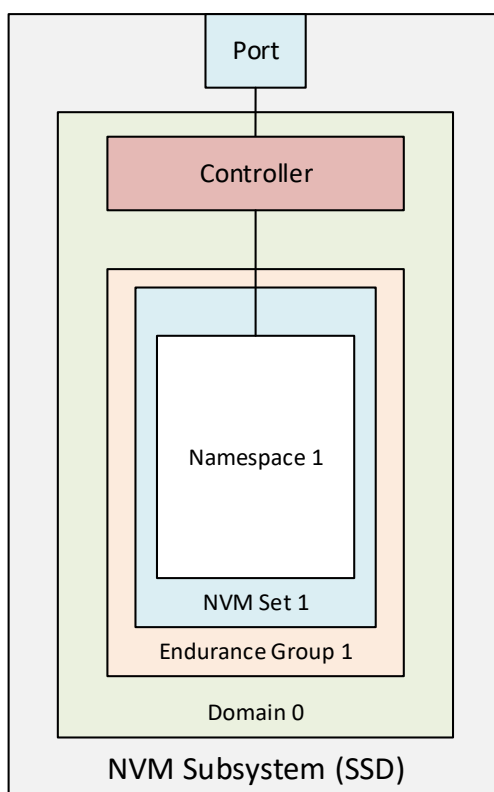 Port
Controller
Namespace 1
NVM Set 1
Endurance Group 1
Domain 0
NVM Subsystem (SSD)